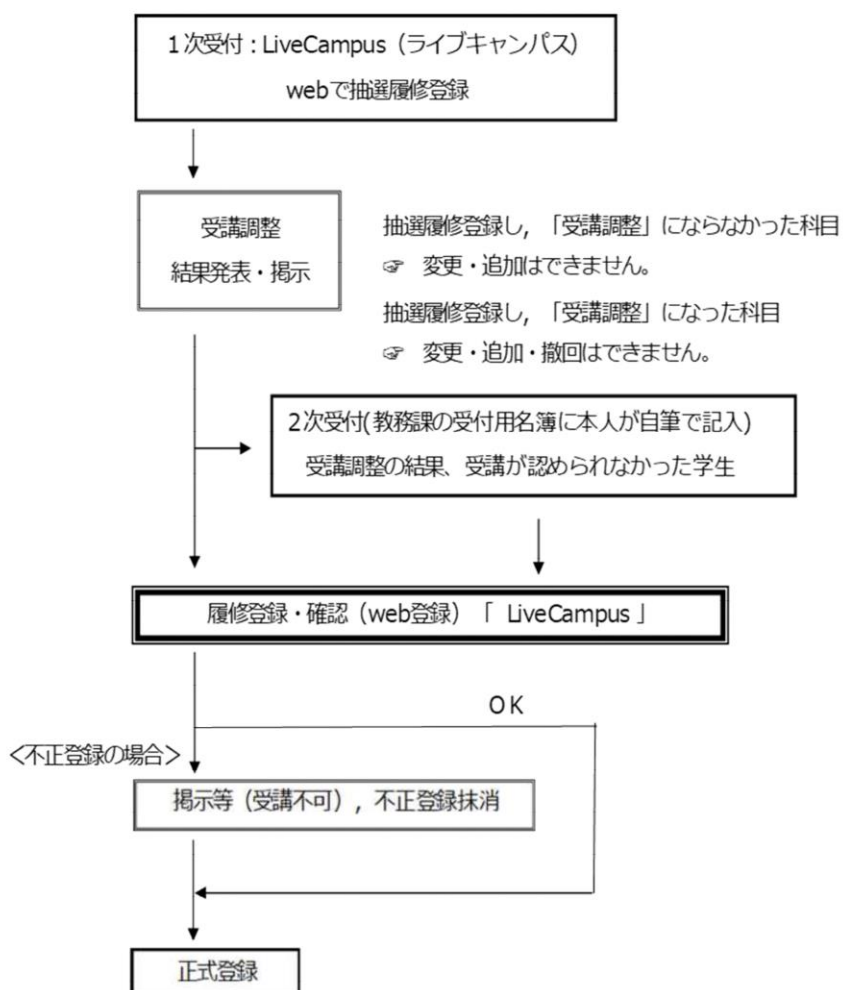 1次受付:LiveCampus(ライブキャンパス)
webで抽選履修登録
受講調整
結果発表・掲示
抽選履修登録し,「受講調整」にならなかった科目
☞ 変更・追加はできません。
抽選履修登録し,「受講調整」になった科目
☞ 変更・追加・撤回はできません。
2次受付(教務課の受付用名簿に本人が自筆で記入)
受講調整の結果、受講が認められなかった学生
履修登録・確認(web登録)「 LiveCampus 」
OK
<不正登録の場合>
掲示等(受講不可),不正登録抹消
正式登録